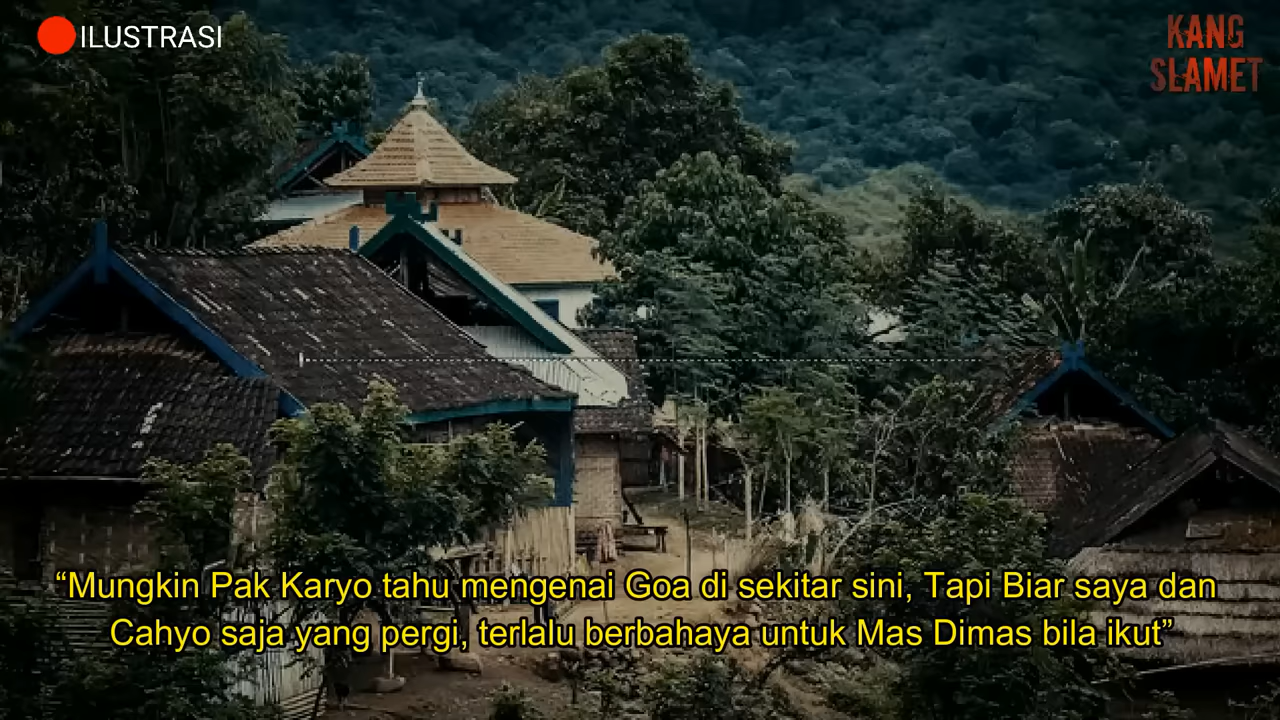 ILUSTRASI
KANG
SLAMET
“Mungkin Pak Karyo tahu mengenai Goa di sekitar sini, Tapi Biar saya dan
Cahyo saja yang pergi, terlalu berbahaya untuk Mas Dimas bila ikut”